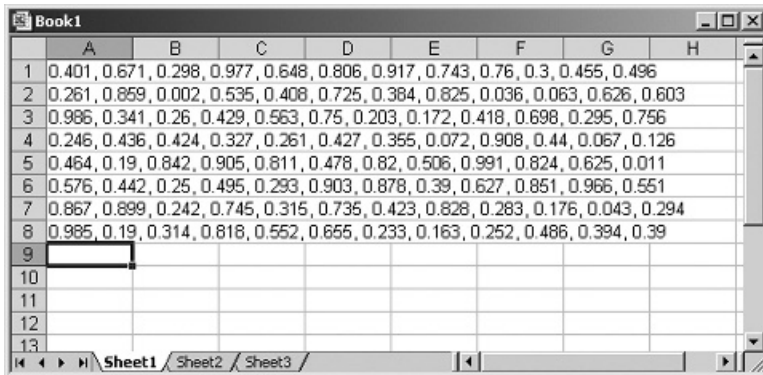 Book1
A B C D E F G H
1 0.401, 0.671, 0.298, 0.977, 0.648, 0.806, 0.917, 0.743, 0.76, 0.3, 0.455, 0.496
2 0.261, 0.859, 0.002, 0.535, 0.408, 0.725, 0.384, 0.825, 0.036, 0.063, 0.626, 0.603
3 0.986, 0.341, 0.26, 0.429, 0.563, 0.75, 0.203, 0.172, 0.418, 0.698, 0.295, 0.756
4 0.246, 0.436, 0.424, 0.327, 0.261, 0.427, 0.355, 0.072, 0.908, 0.44, 0.067, 0.126
5 0.464, 0.19, 0.842, 0.905, 0.811, 0.478, 0.82, 0.506, 0.991, 0.824, 0.625, 0.011
6 0.576, 0.442, 0.25, 0.495, 0.293, 0.903, 0.878, 0.39, 0.627, 0.851, 0.966, 0.551
7 0.867, 0.899, 0.242, 0.745, 0.315, 0.735, 0.423, 0.828, 0.283, 0.176, 0.043, 0.294
8 0.985, 0.19, 0.314, 0.818, 0.552, 0.655, 0.233, 0.163, 0.252, 0.486, 0.394, 0.39
9
10
11
12
13
Sheet1 Sheet2 Sheet3